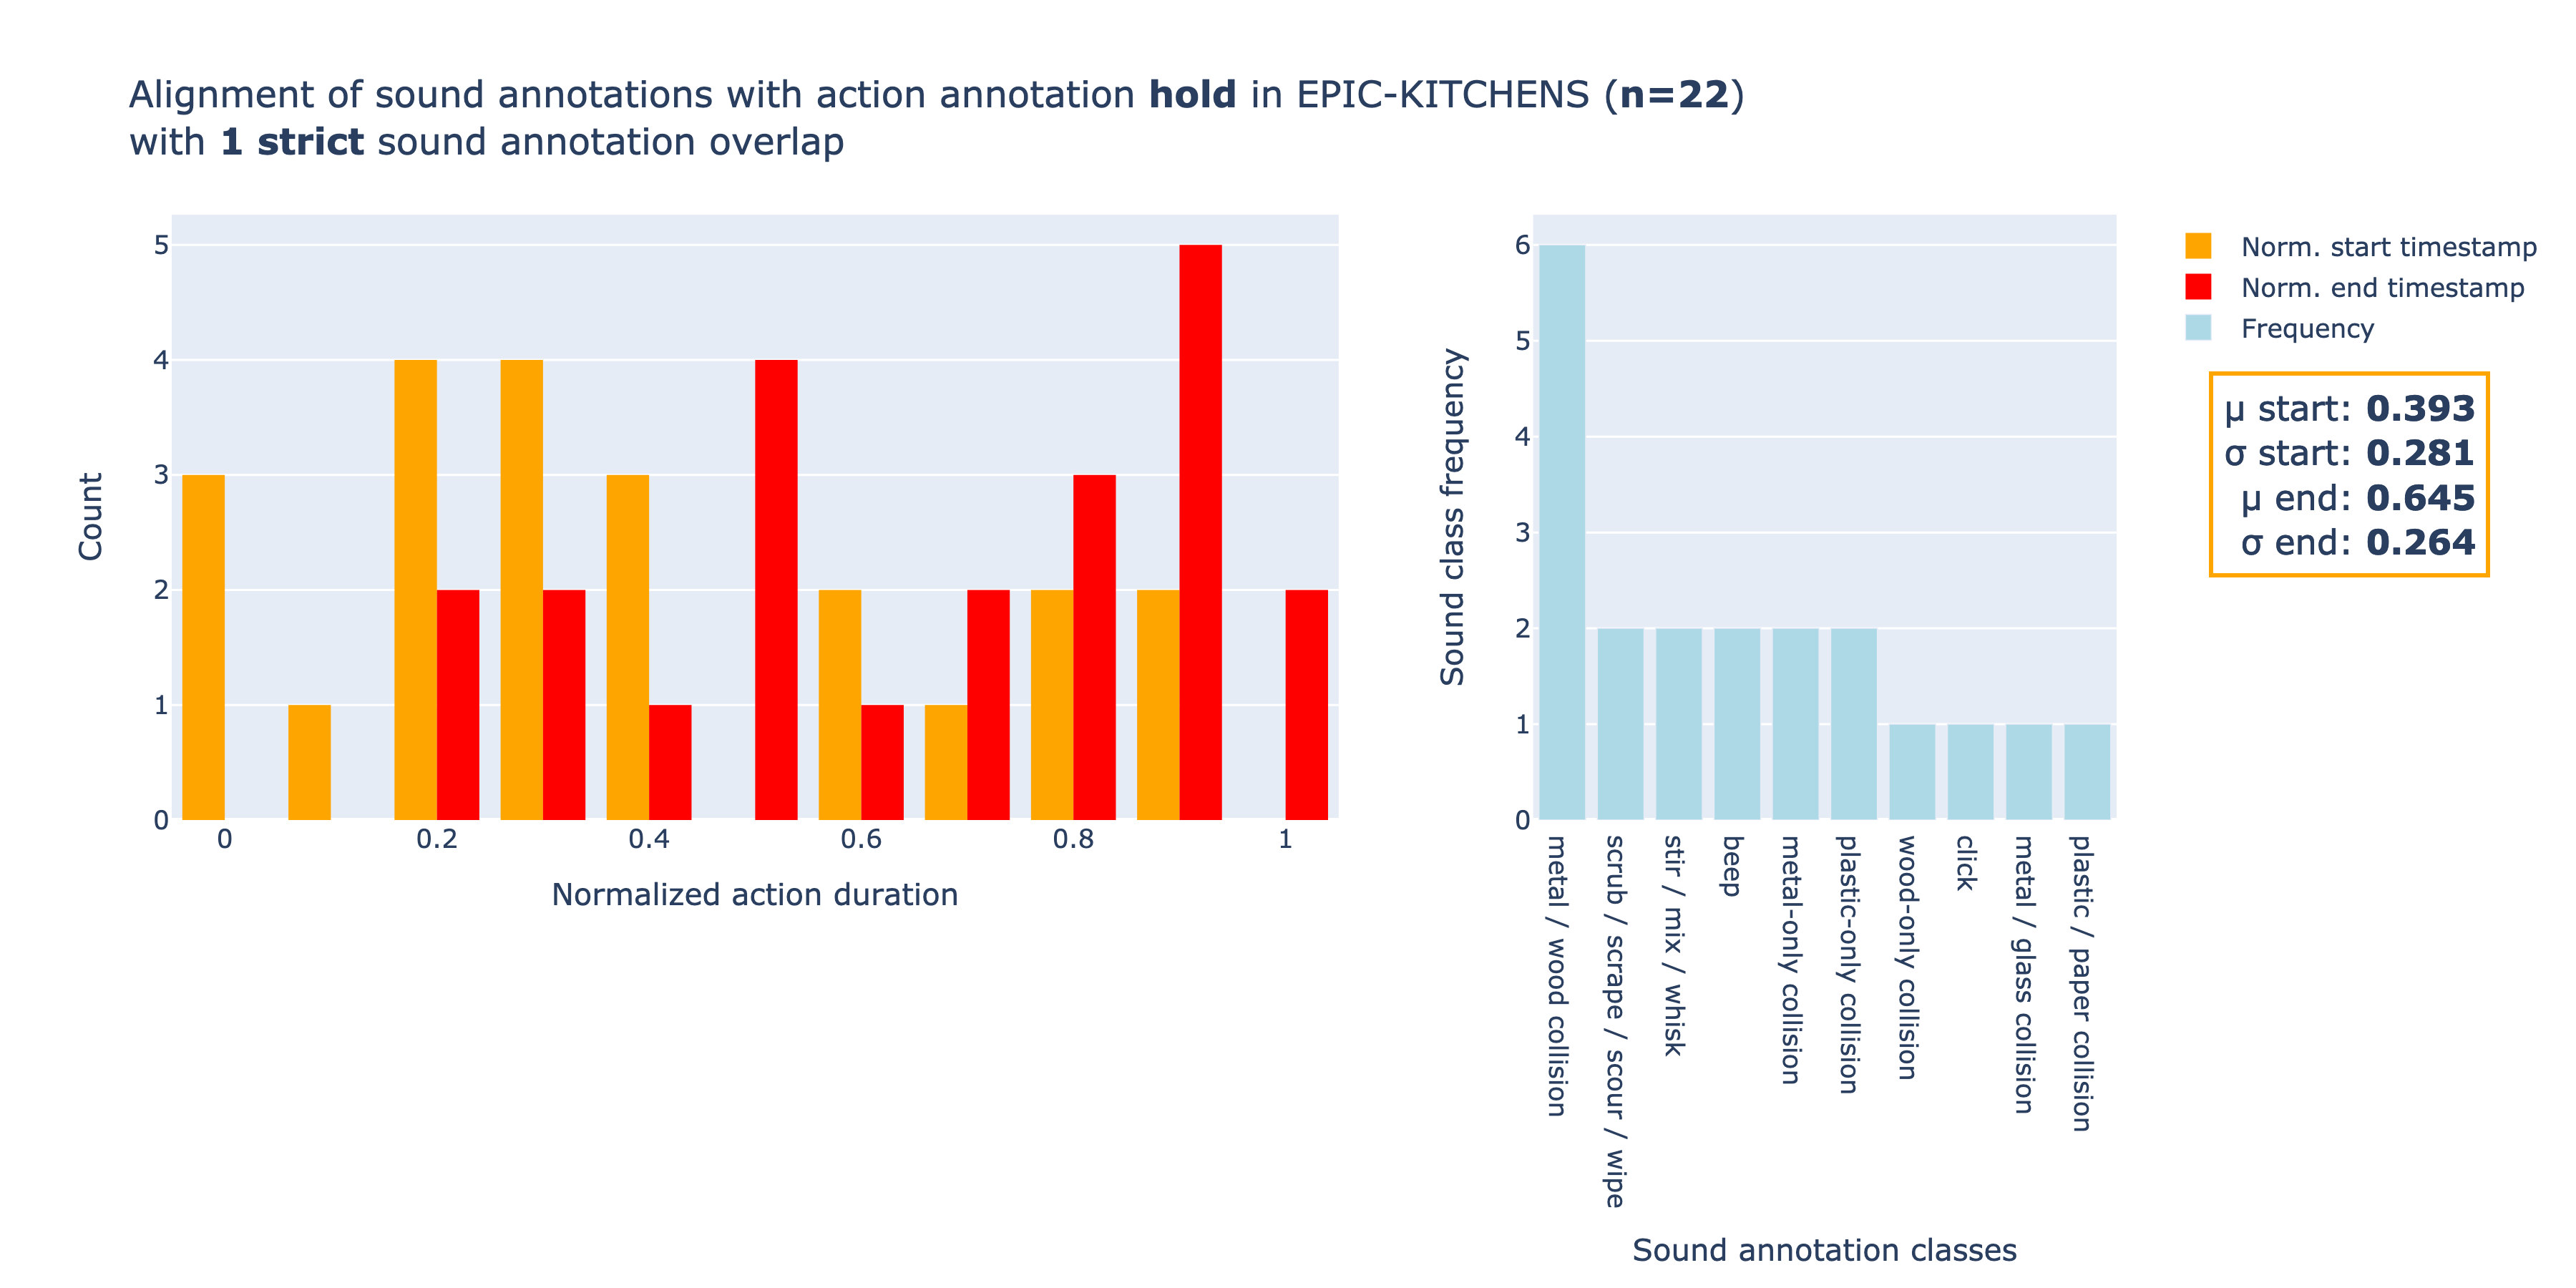 Alignment of sound annotations with action annotation hold in EPIC-KITCHENS (n=22)
with 1 strict sound annotation overlap
5
4
3
2
1
0
Count
0
0.2
0.4
0.6
0.8
1
Normalized action duration
6
5
4
3
2
1
0
Sound class frequency
metal / wood collision
scrub / scrape / scour / wipe
stir / mix / whisk
beep
metal-only collision
plastic-only collision
wood-only collision
click
metal / glass collision
plastic / paper collision
Sound annotation classes
Norm. start timestamp
Norm. end timestamp
Frequency
μ start: 0.393
σ start: 0.281
μ end: 0.645
σ end: 0.264